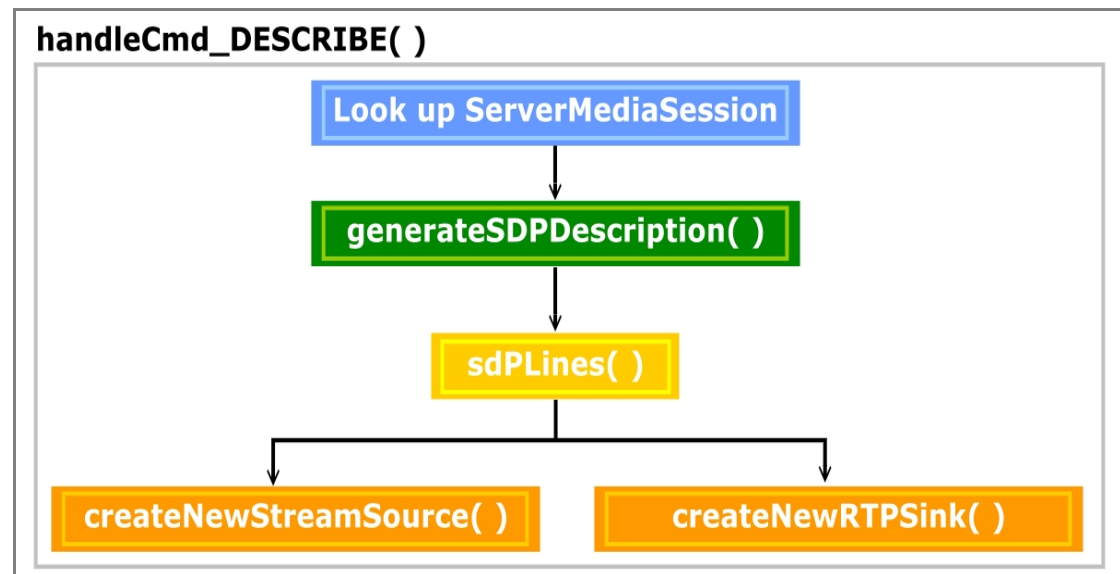 handleCmd_DESCRIBE( )
Look up ServerMediaSession
generateSDPDescription( )
sdPLines( )
createNewStreamSource( )
createNewRTPSink( )